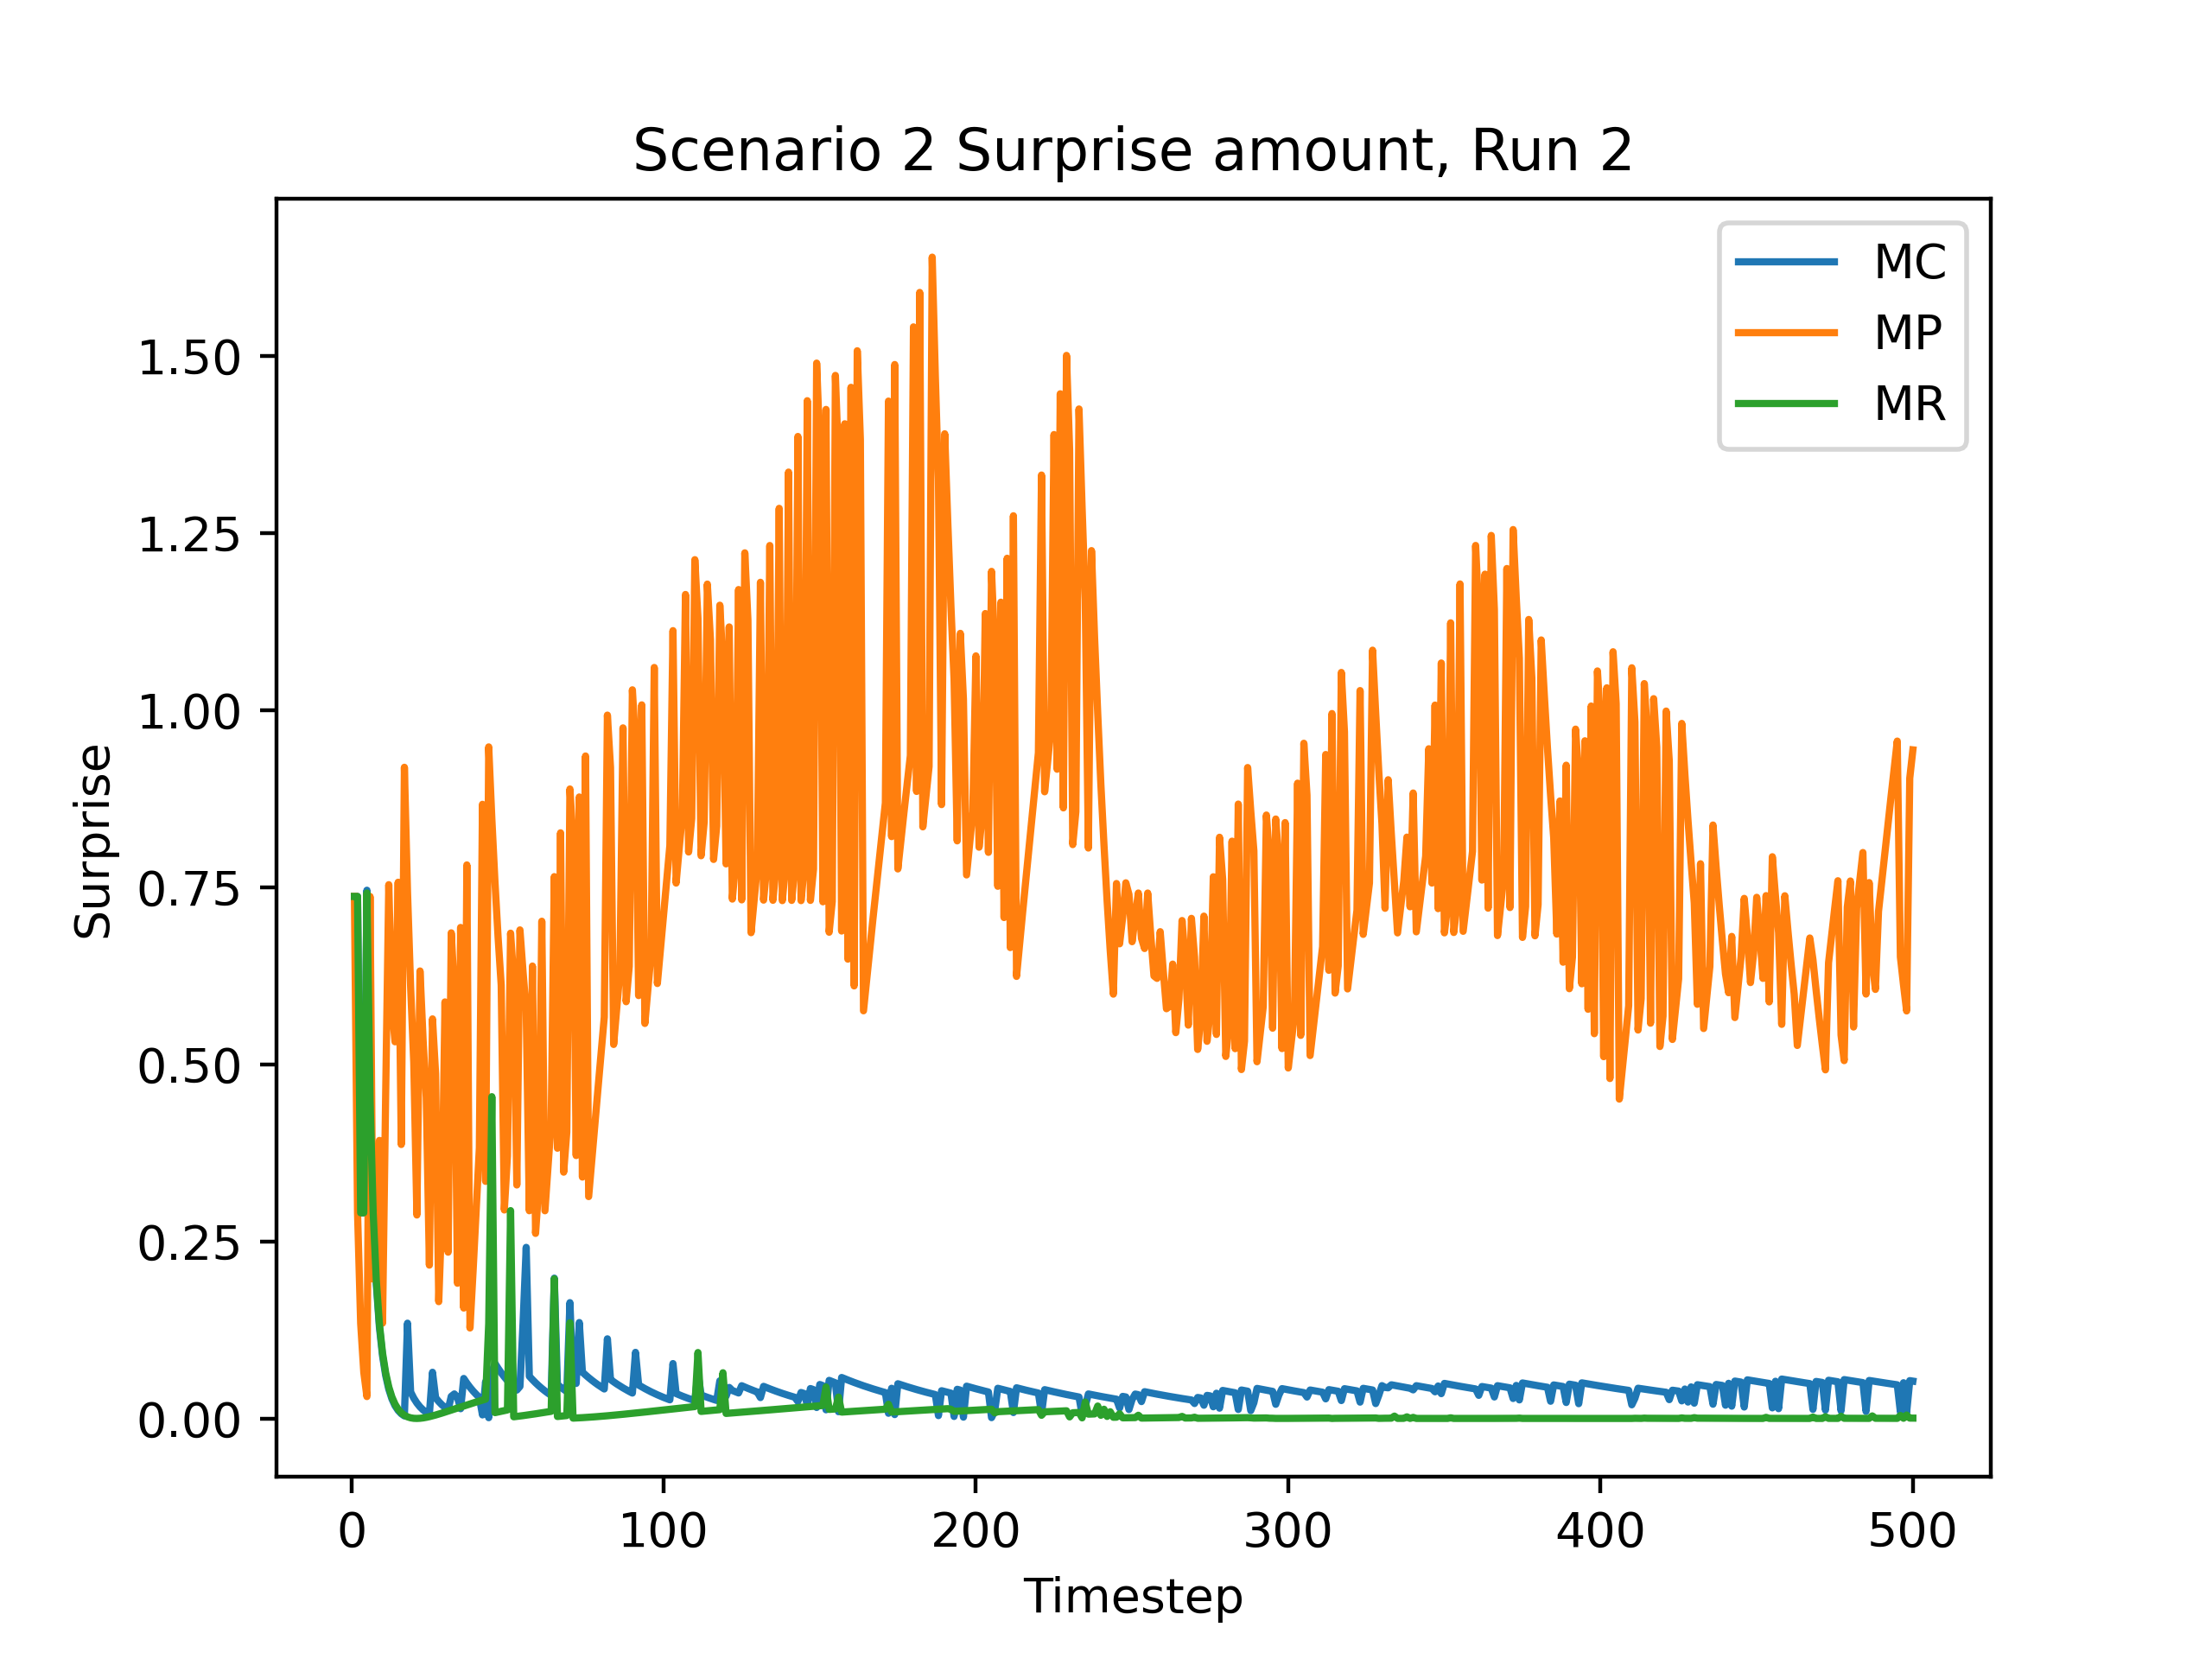 Scenario 2 Surprise amount, Run 2
MC
MP
MR
1.50
1.25
1.00
0.75
0.50
0.25
0.00
Surprise
0 100 200 300 400 500
Timestep